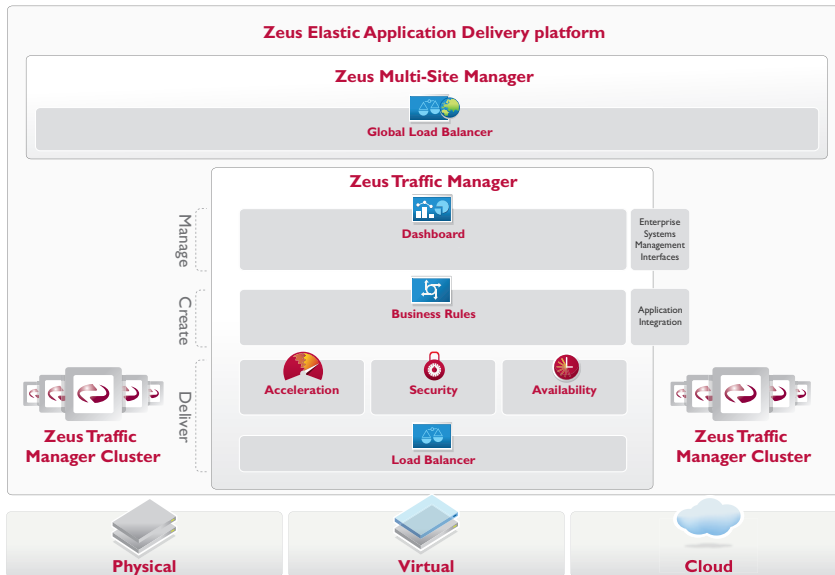 Zeus Elastic Application Delivery platform
Zeus Multi-Site Manager
Global Load Balancer
Zeus Traffic Manager
Manage
Dashboard
Enterprise
Systems
Management
Interfaces
Create
Business Rules
Application
Integration
Deliver
Acceleration
Security
Availability
Load Balancer
Zeus Traffic
Manager Cluster
Zeus Traffic
Manager Cluster
Physical
Virtual
Cloud